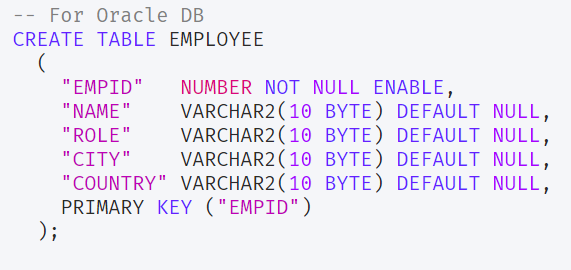 -- For Oracle DB
CREATE TABLE EMPLOYEE
(
"EMPID" NUMBER NOT NULL ENABLE,
"NAME" VARCHAR2(10 BYTE) DEFAULT NULL,
"ROLE" VARCHAR2(10 BYTE) DEFAULT NULL,
"CITY" VARCHAR2(10 BYTE) DEFAULT NULL,
"COUNTRY" VARCHAR2(10 BYTE) DEFAULT NULL,
PRIMARY KEY ("EMPID")
);